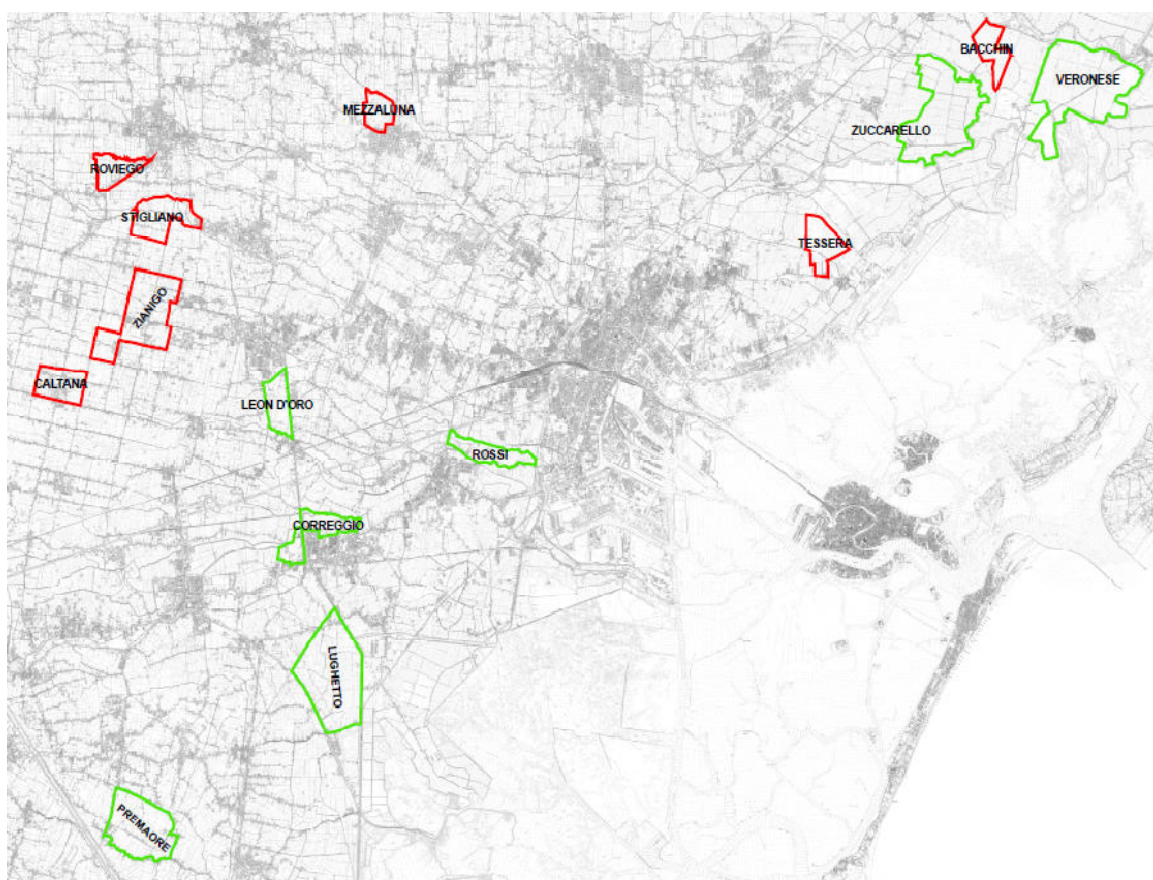 BACCHIN
VERONESE
MEZZALUNA
ZUCCARELLO
ROVIEGO
STIGLIANO
TESSERA
ZIANIGO
CALTANA
LEON D'ORO
ROSSI
CORREGGIO
LUGHETTO
PREMAORE